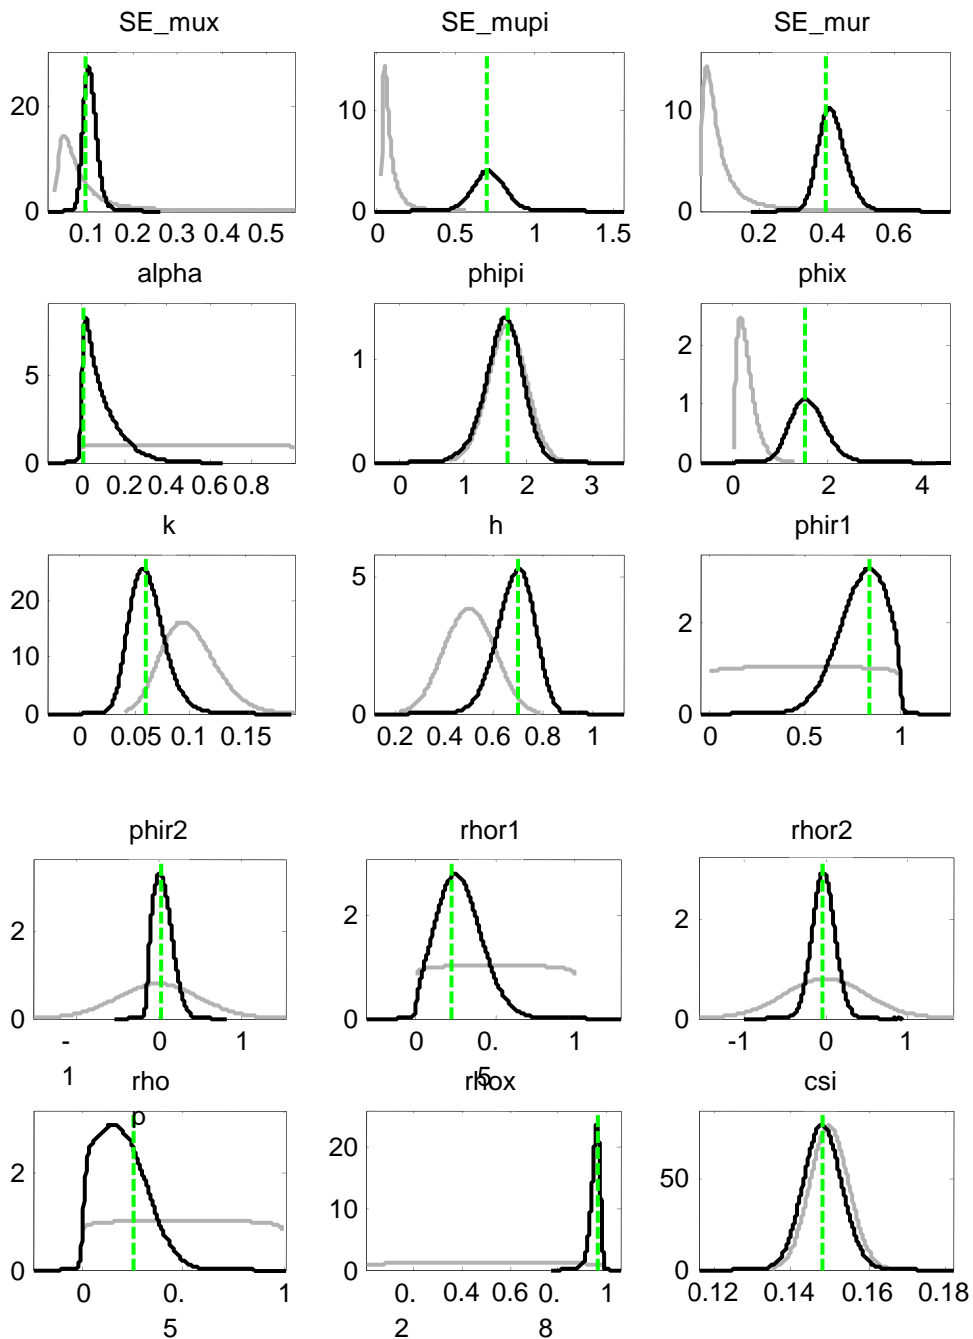 SE_mux SE_mupi SE_mur
20
10
0
0.1 0.2 0.3 0.4 0.5
10
5
0
0 0.5 1 1.5
10
5
0
0.2 0.4 0.6
alpha phipi phix
5
0
0 0.2 0.4 0.6 0.8
1
0
0 1 2 3
2
1
0
0 2 4
k h phir1
20
10
0
0 0.05 0.1 0.15
5
0
0.2 0.4 0.6 0.8 1
2
0
0 0.5 1
phir2 rhor1 rhor2
2
0
-1 0 1
2
0
0 0.5 1
2
0
-1 0 1
rhop rhox csi
2
0
0 0.5 1
20
10
0
0.2 0.4 0.6 0.8 1
50
0
0.12 0.14 0.16 0.18